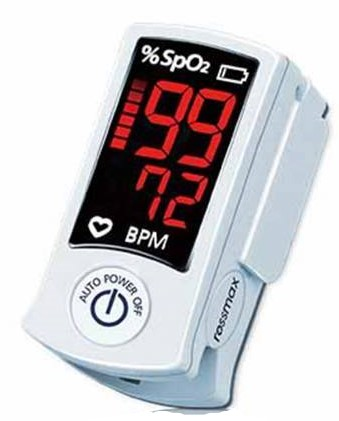 %SpO2
99
72
BPM
AUTO POWER OFF
rossmax